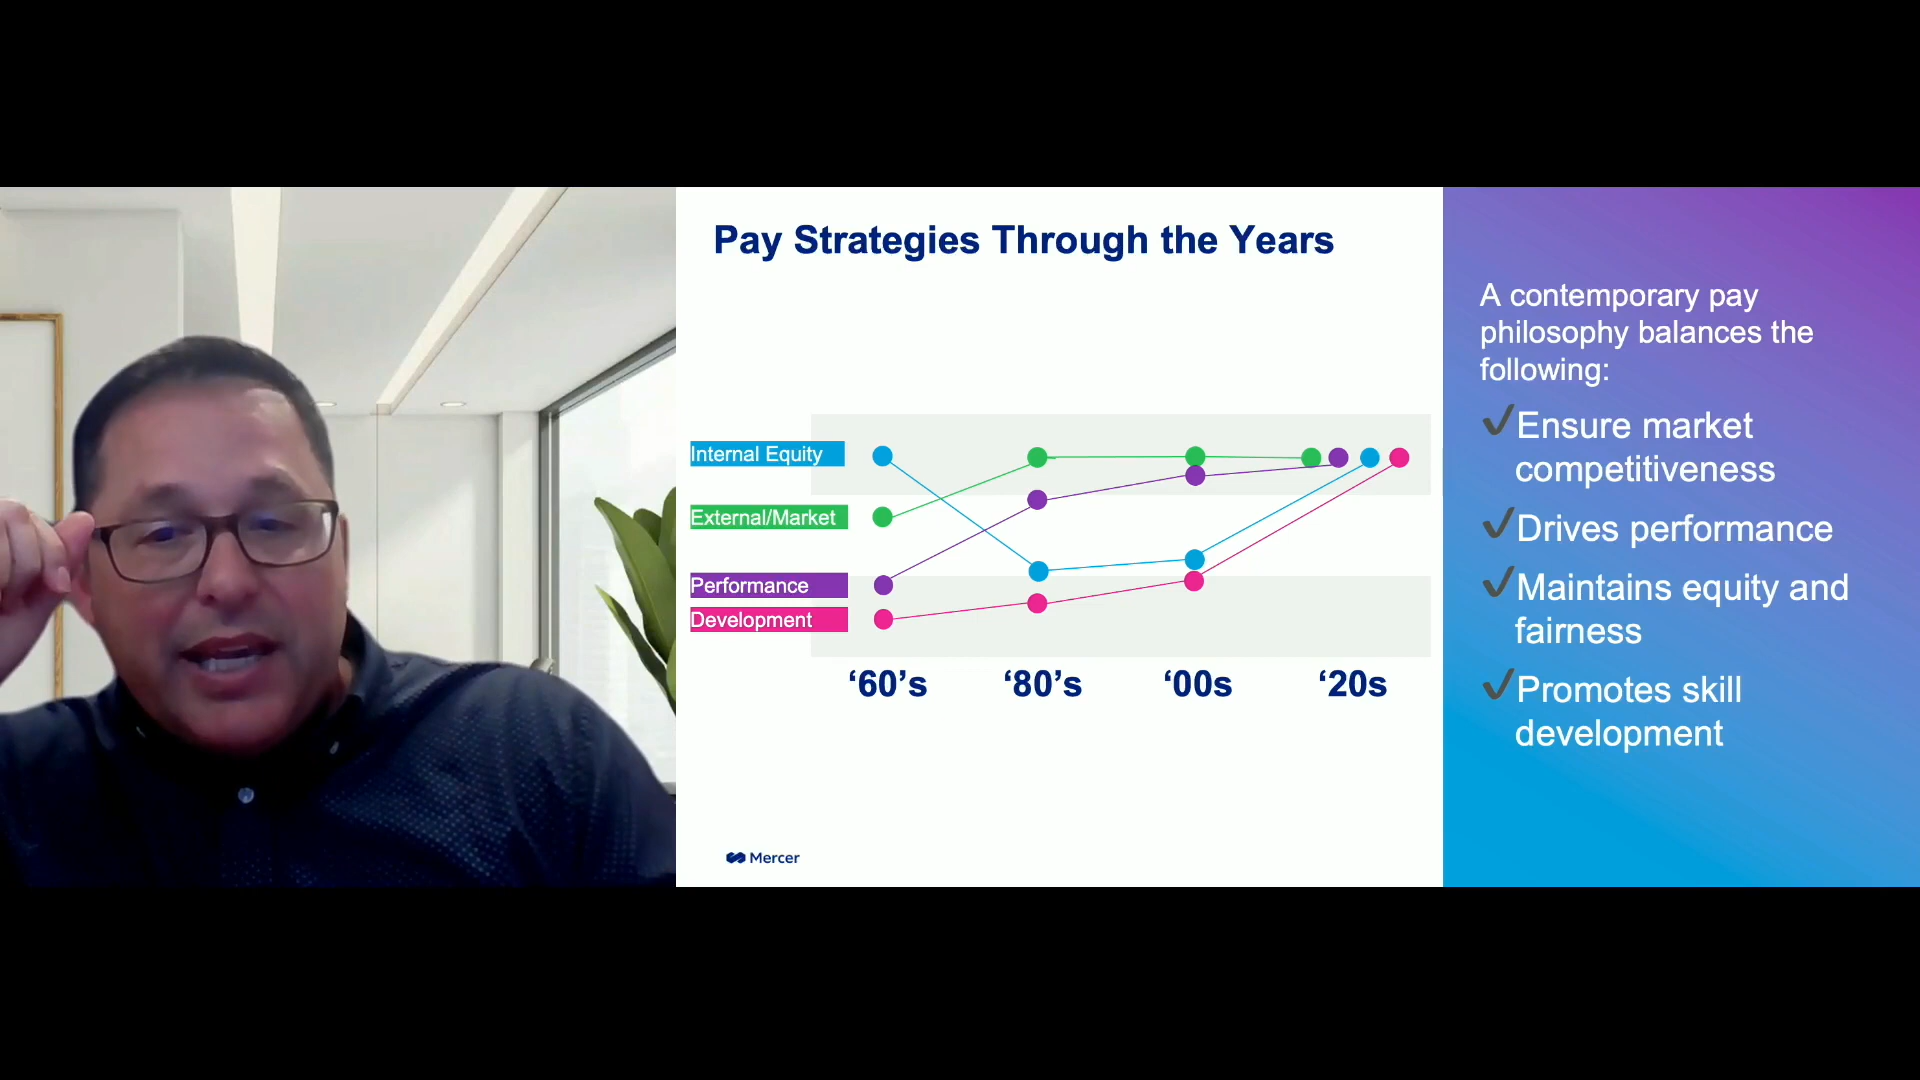 Pay Strategies Through the Years
Internal Equity
External/Market
Performance
Development
‘60’s
‘80’s
‘00s
‘20s
Mercer
A contemporary pay
philosophy balances the
following:
✓Ensure market
competitiveness
✓Drives performance
✓Maintains equity and
fairness
✓Promotes skill
development